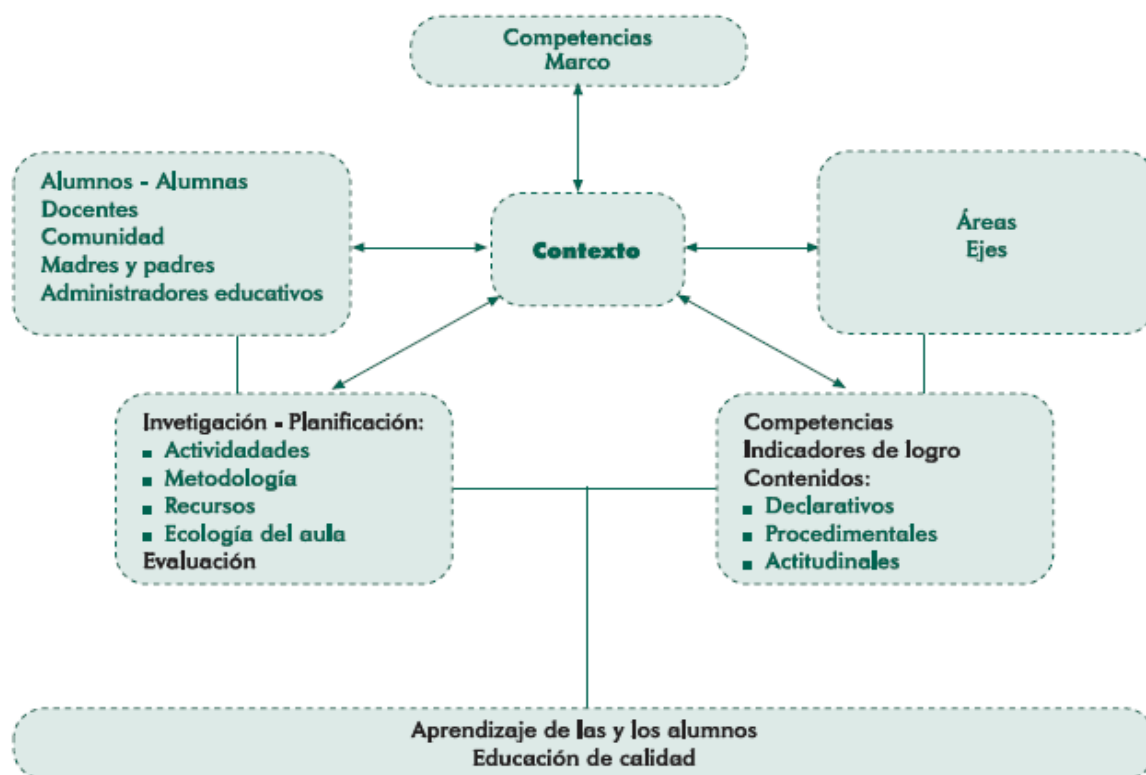 Competencias
Marco
Alumnos - Alumnas
Docentes
Comunidad
Madres y padres
Administradores educativos
Contexto
Áreas
Ejes
Invetigación - Planificación:
▪ Actividadades
▪ Metodología
▪ Recursos
▪ Ecología del aula
Evaluación
Competencias
Indicadores de logro
Contenidos:
▪ Declarativos
▪ Procedimentales
▪ Actitudinales
Aprendizaje de las y los alumnos
Educación de calidad